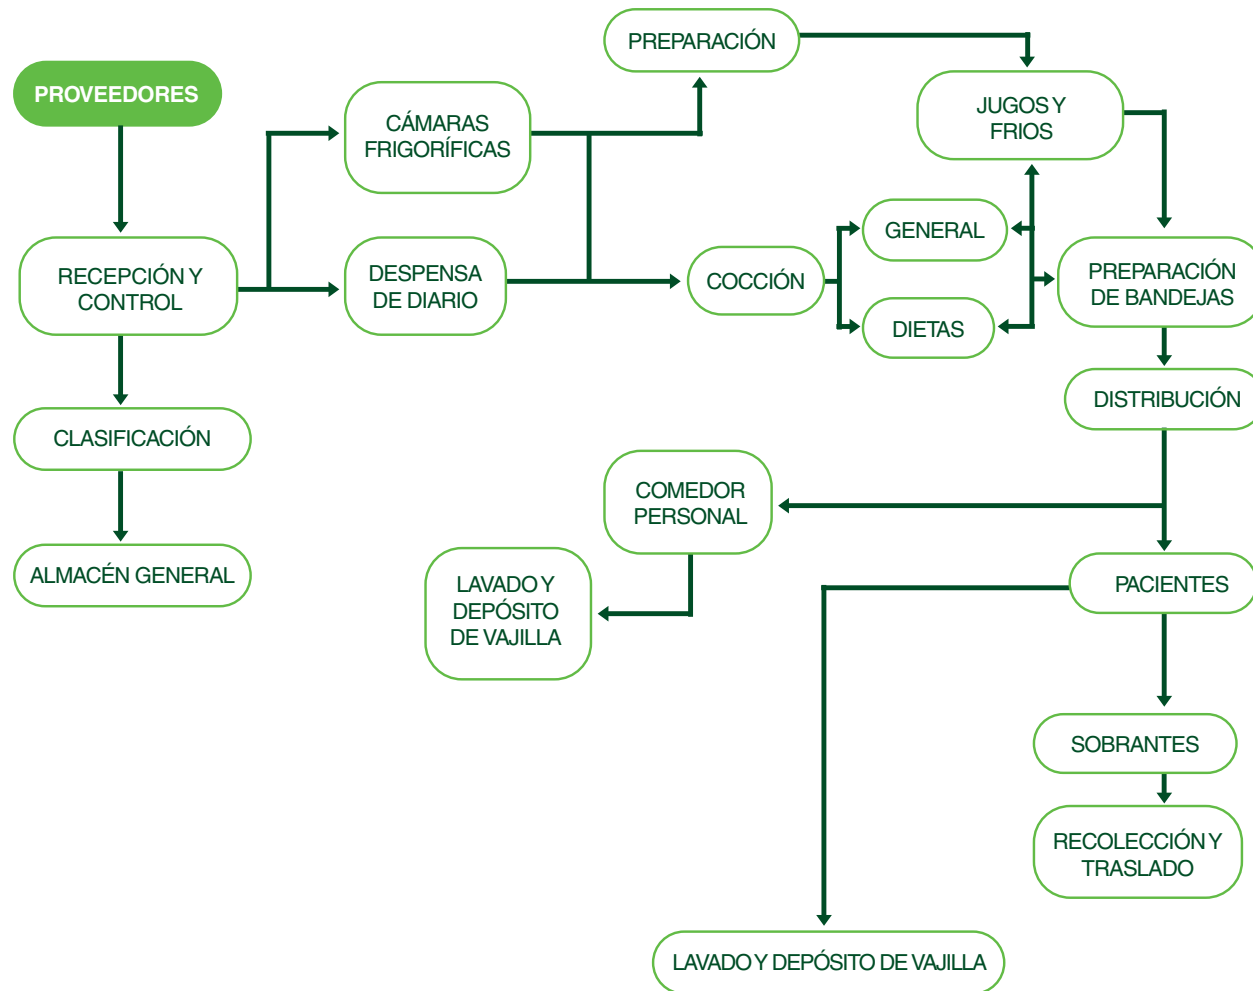 PREPARACIÓN
PROVEEDORES
CÁMARAS
FRIGORÍFICAS
JUGOS Y
FRIOS
RECEPCIÓN Y
CONTROL
DESPENSA
DE DIARIO
COCCIÓN
GENERAL
DIETAS
PREPARACIÓN
DE BANDEJAS
DISTRIBUCIÓN
CLASIFICACIÓN
COMEDOR
PERSONAL
ALMACÉN GENERAL
LAVADO Y
DEPÓSITO
DE VAJILLA
PACIENTES
SOBRANTES
RECOLECCIÓN Y
TRASLADO
LAVADO Y DEPÓSITO DE VAJILLA